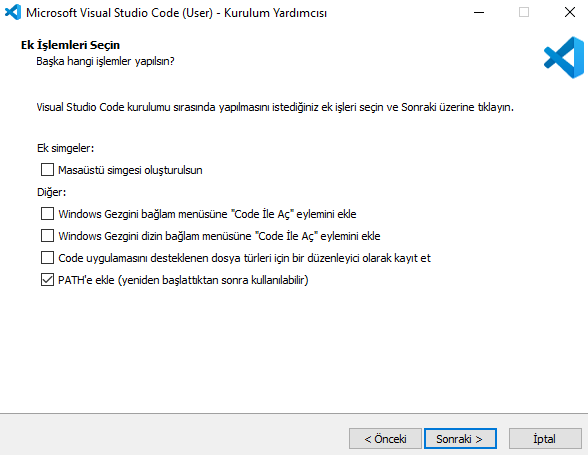 Microsoft Visual Studio Code (User) - Kurulum Yardımcısı
Ek İşlemleri Seçin
Başka hangi işlemler yapılsın?
Visual Studio Code kurulumu sırasında yapılmasını istediğiniz ek işleri seçin ve Sonraki üzerine tıklayın.
Ek simgeler:
Masaüstü simgesi oluşturulsun
Diğer:
Windows Gezgini bağlam menüsüne "Code İle Aç" eylemini ekle
Windows Gezgini dizin bağlam menüsüne "Code İle Aç" eylemini ekle
Code uygulamasını desteklenen dosya türleri için bir düzenleyici olarak kayıt et
PATH'e ekle (yeniden başlattıktan sonra kullanılabilir)
< Önceki Sonraki > İptal